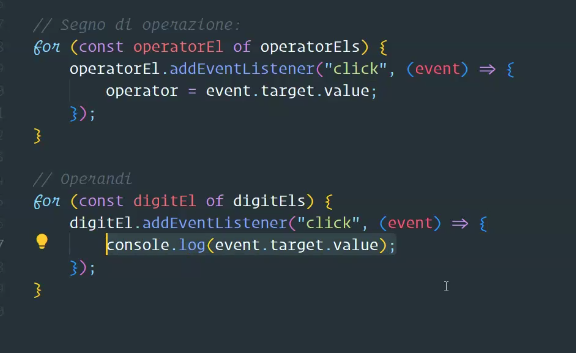 // Segno di operazione:
for (const operatorEl of operatorEls) {
    operatorEl.addEventListener("click", (event) => {
        operator = event.target.value;
    });
}
// Operandi
for (const digitEl of digitEls) {
    digitEl.addEventListener("click", (event) => {
        console.log(event.target.value);
    });
}